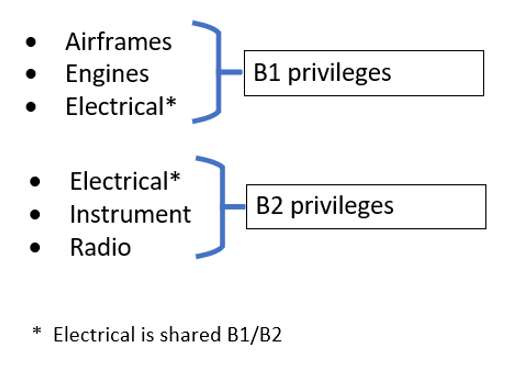 • Airframes
• Engines
• Electrical*
B1 privileges
• Electrical*
• Instrument
• Radio
B2 privileges
* Electrical is shared B1/B2